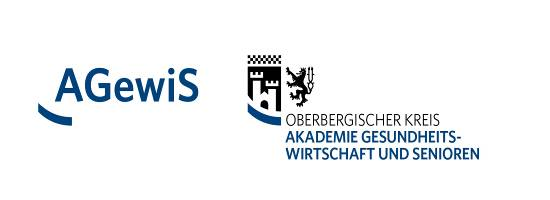 AGewiS
OBERBERGISCHER KREIS
AKADEMIE GESUNDHEITS-
WIRTSCHAFT UND SENIOREN